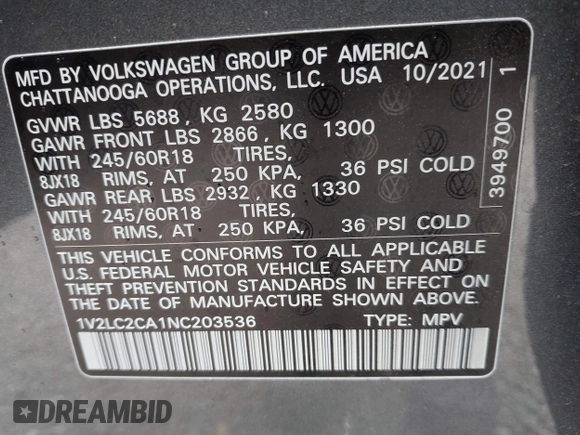 MFD BY VOLKSWAGEN GROUP OF AMERICA
CHATTANOOGA OPERATIONS, LLC. USA 10/2021
GVWR LBS 5688 , KG 2580
GAWR FRONT LBS 2866 , KG 1300
WITH 245/60R18 TIRES,
8JX18 RIMS, AT 250 KPA, 36 PSI COLD
GAWR REAR LBS 2932 , KG 1330
WITH 245/60R18 TIRES,
8JX18 RIMS, AT 250 KPA, 36 PSI COLD
THIS VEHICLE CONFORMS TO ALL APPLICABLE
U.S. FEDERAL MOTOR VEHICLE SAFETY AND
THEFT PREVENTION STANDARDS IN EFFECT ON
THE DATE OF MANUFACTURE SHOWN ABOVE.
1V2LC2CA1NC203536 TYPE: MPV
3949700 1
DREAMBID